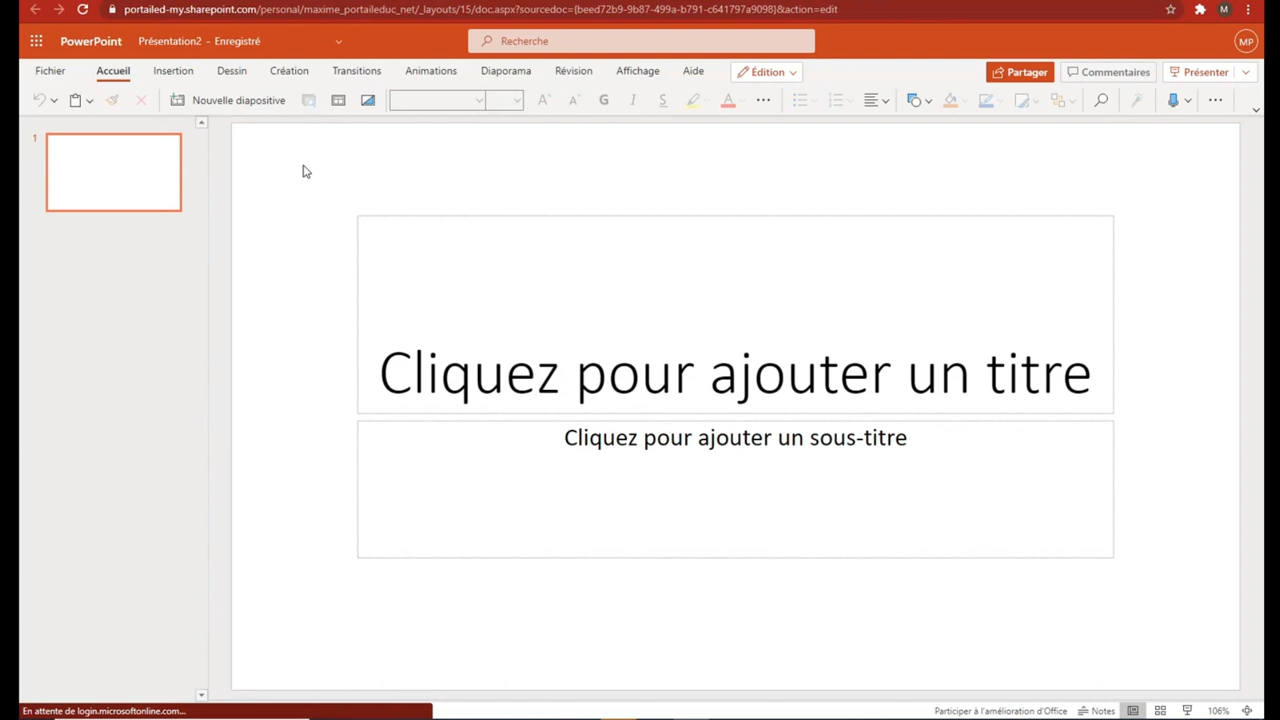 portailed-my.sharepoint.com/personal/maxime_portaileduc_net/_layouts/15/doc.aspx?sourcedoc={beed72b9-9b87-499a-b791-c641797a9098}&action=edit
M
PowerPoint Présentation2 - Enregistré
Recherche
MP
Fichier Accueil Insertion Dessin Création Transitions Animations Diaporama Révision Affichage Aide Édition Partager Commentaires Présenter
Nouvelle diapositive A A G I S A
1
Cliquez pour ajouter un titre
Cliquez pour ajouter un sous-titre
En attente de login.microsoftonline.com...
Participer à l'amélioration d'Office Notes 106%